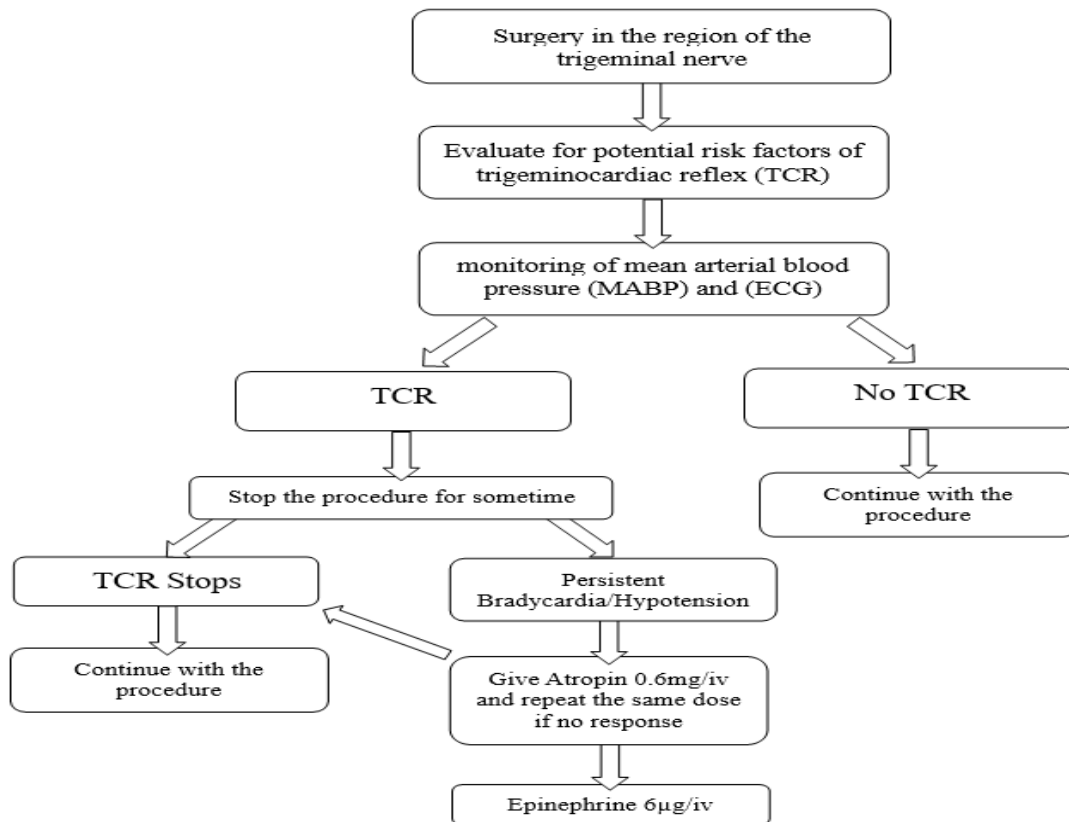 Surgery in the region of the
trigeminal nerve
Evaluate for potential risk factors of
trigeminocardiac reflex (TCR)
monitoring of mean arterial blood
pressure (MABP) and (ECG)
TCR
No TCR
Stop the procedure for sometime
Continue with the
procedure
TCR Stops
Persistent
Bradycardia/Hypotension
Continue with the
procedure
Give Atropin 0.6mg/iv
and repeat the same dose
if no response
Epinephrine 6µg/iv